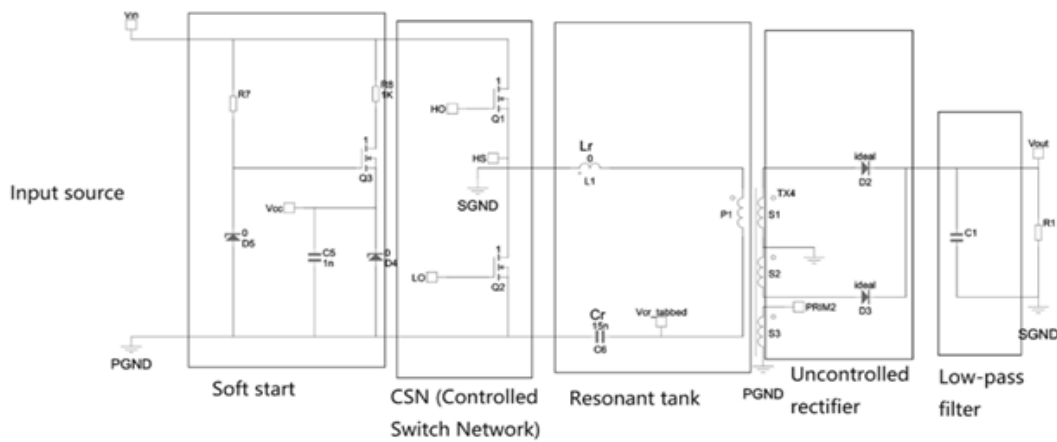 Vin
R7
R8
1K
1
Q3
HO
1
Q1
HS
SGND
Lr
0
L1
ideal
D2
Vout
Input source
Vcc
0
D5
C5
1n
0
D4
LO
1
Q2
P1
TX4
S1
S2
ideal
D3
C1
R1
PRIM2
S3
Cr
15n
C6
Vcr_tabbed
PGND
PGND
SGND
Soft start
CSN (Controlled
Switch Network)
Resonant tank
Uncontrolled
rectifier
Low-pass
filter